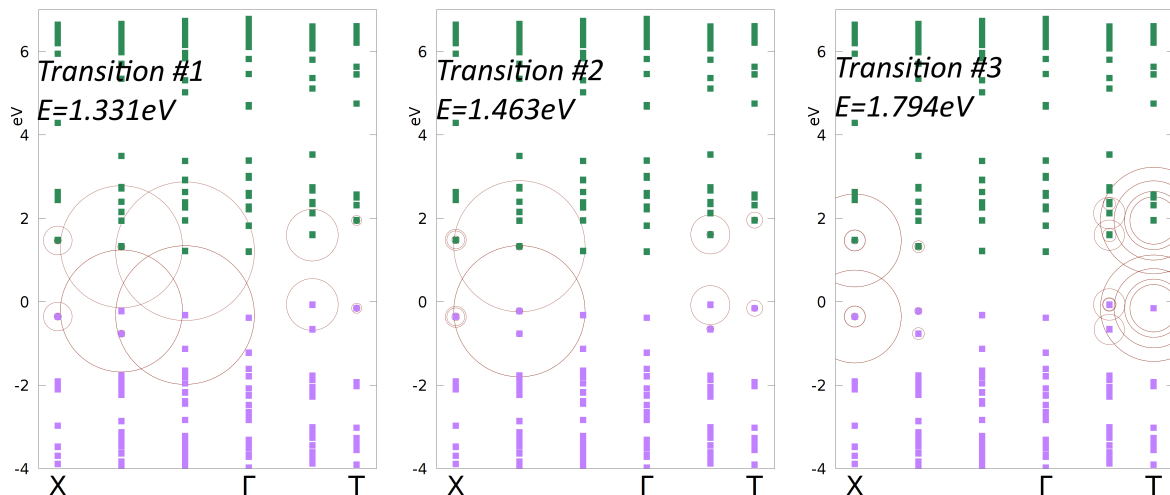 Transition #1
E=1.331eV
eV
6
4
2
0
-2
-4
X
Γ
T
Transition #2
E=1.463eV
eV
6
4
2
0
-2
-4
X
Γ
T
Transition #3
E=1.794eV
eV
6
4
2
0
-2
-4
X
Γ
T